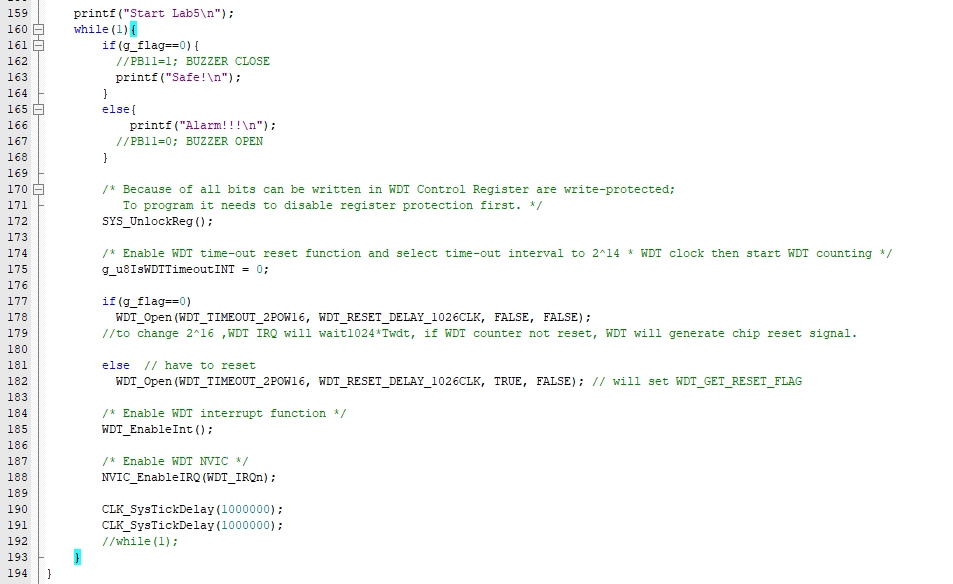 159 printf("Start Lab5\n");
160 while(1){
161 if(g_flag==0){
162 //PB11=1; BUZZER CLOSE
163 printf("Safe!\n");
164 }
165 else{
166 printf("Alarm!!!\n");
167 //PB11=0; BUZZER OPEN
168 }
169
170 /* Because of all bits can be written in WDT Control Register are write-protected;
171 To program it needs to disable register protection first. */
172 SYS_UnlockReg();
173
174 /* Enable WDT time-out reset function and select time-out interval to 2^14 * WDT clock then start WDT counting */
175 g_u8IsWDTTimeoutINT = 0;
176
177 if(g_flag==0)
178 WDT_Open(WDT_TIMEOUT_2POW16, WDT_RESET_DELAY_1026CLK, FALSE, FALSE);
179 //to change 2^16 ,WDT IRQ will wait1024*Twdt, if WDT counter not reset, WDT will generate chip reset signal.
180
181 else // have to reset
182 WDT_Open(WDT_TIMEOUT_2POW16, WDT_RESET_DELAY_1026CLK, TRUE, FALSE); // will set WDT_GET_RESET_FLAG
183
184 /* Enable WDT interrupt function */
185 WDT_EnableInt();
186
187 /* Enable WDT NVIC */
188 NVIC_EnableIRQ(WDT_IRQn);
189
190 CLK_SysTickDelay(1000000);
191 CLK_SysTickDelay(1000000);
192 //while(1);
193 }
194 }